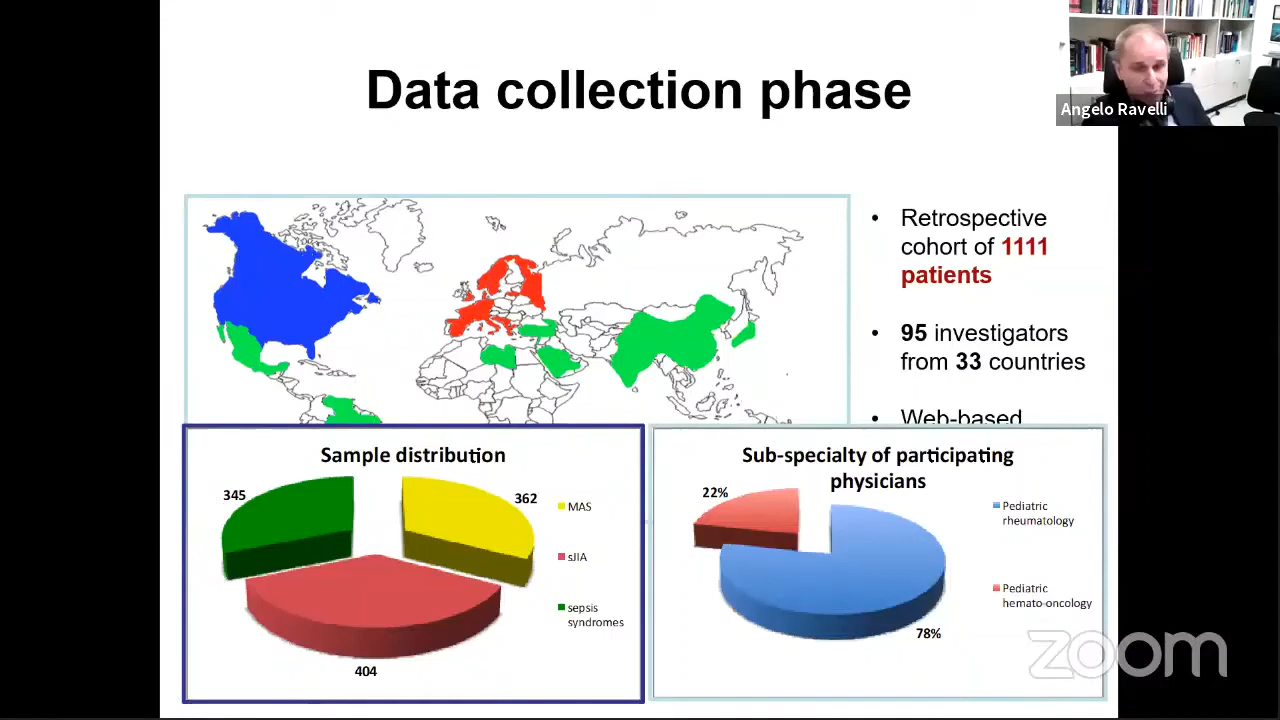 Data collection phase
Angelo Ravelli
• Retrospective
cohort of 1111
patients
• 95 investigators
from 33 countries
• Web-based
Sample distribution
345
362
404
MAS
sJIA
sepsis
syndromes
Sub-specialty of participating
physicians
22%
78%
Pediatric
rheumatology
Pediatric
hemato-oncology
zoom